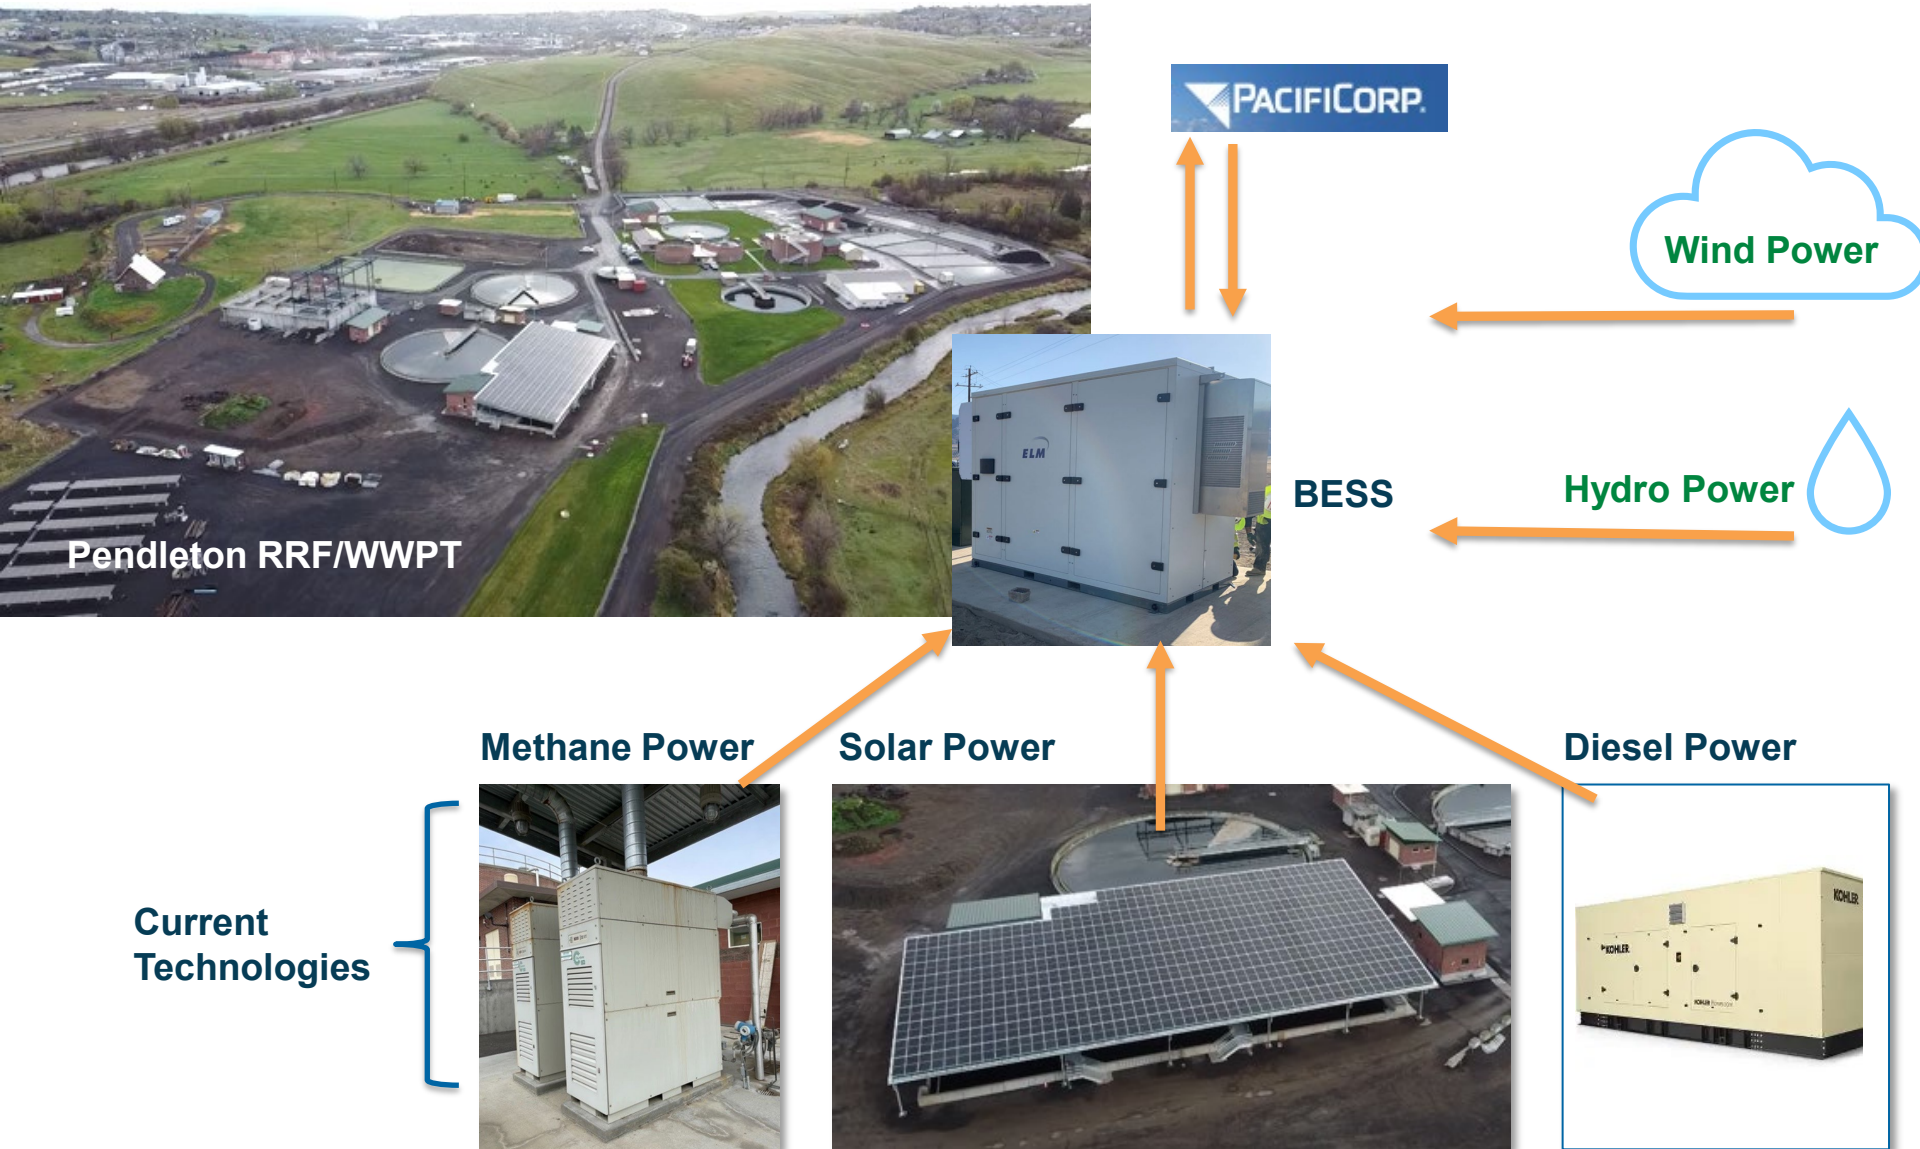 PACIFICORP.
Wind Power
ELM
BESS
Hydro Power
Pendleton RRF/WWPT
Methane Power
Solar Power
Diesel Power
Current
Technologies
KOHLER
KOHLER
KOHLER